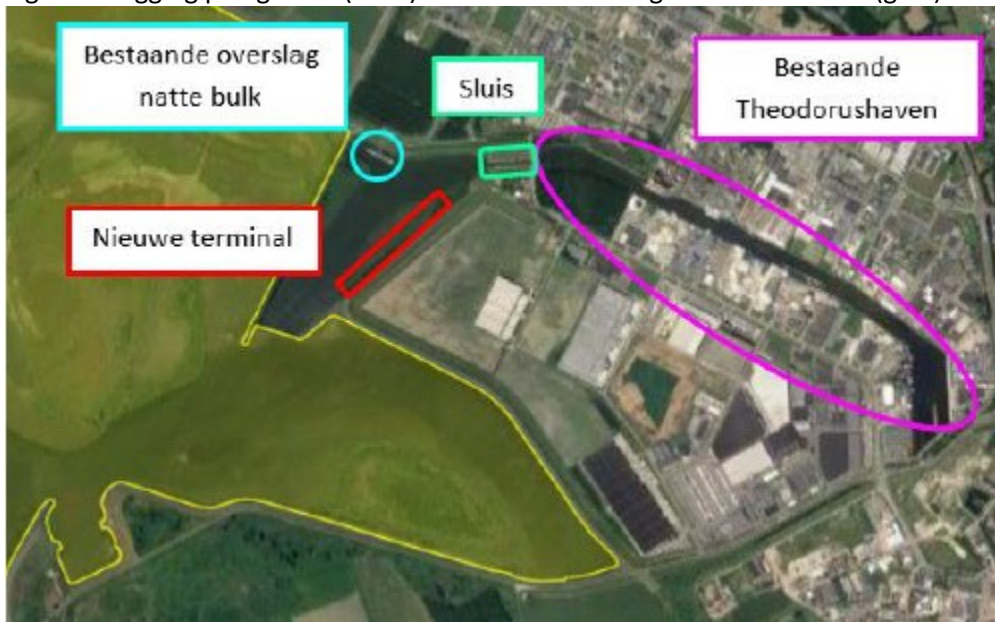 Bestaande overslag
natte bulk
Sluis
Bestaande
Theodorushaven
Nieuwe terminal